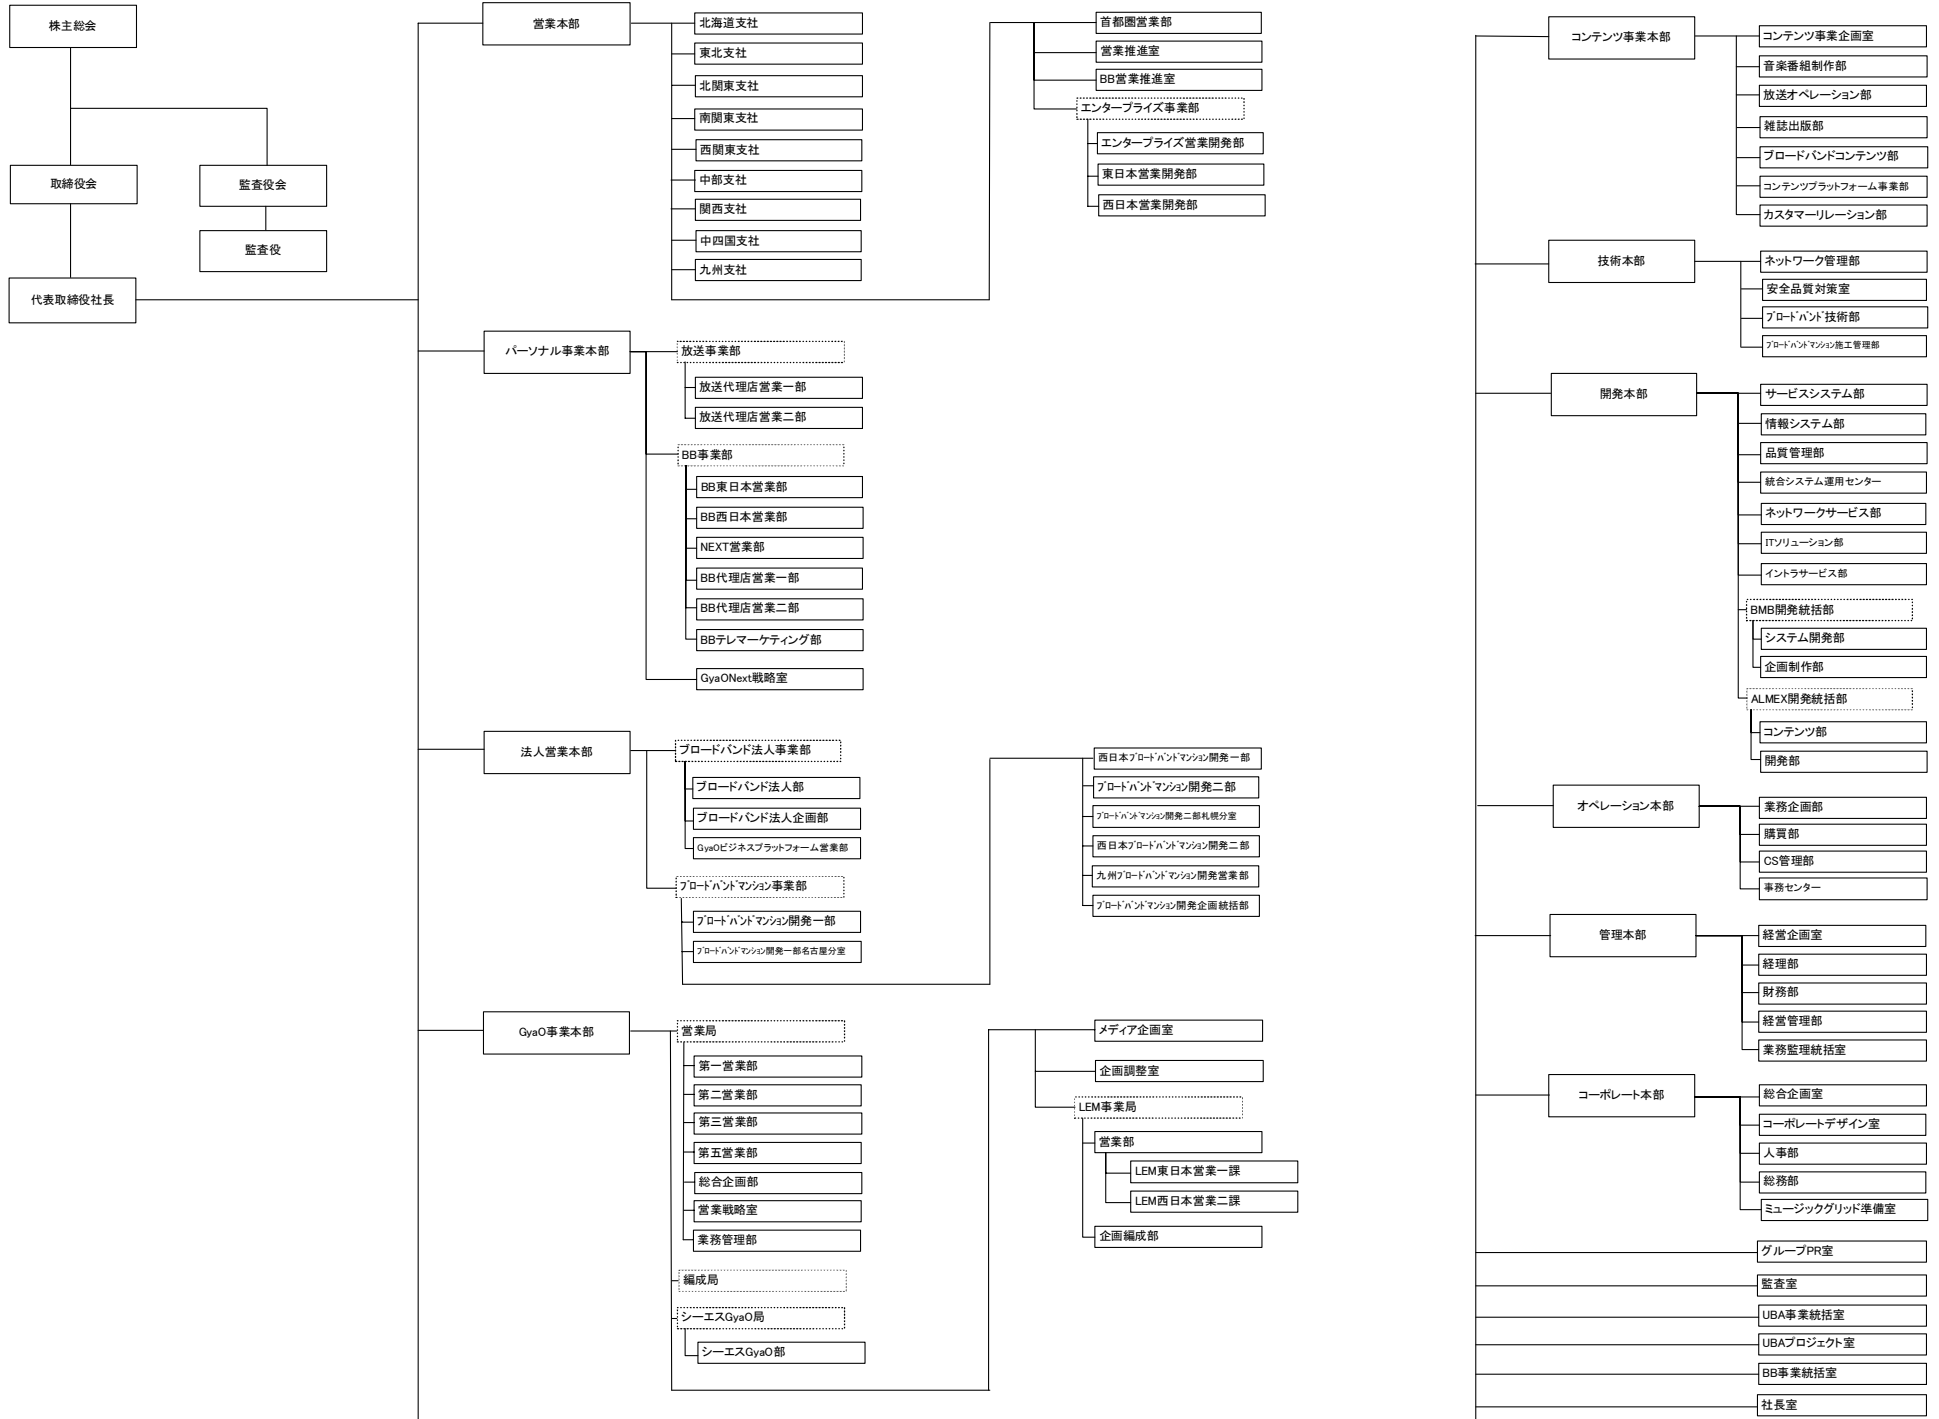 株主総会
取締役会
監査役会
監査役
代表取締役社長
営業本部
北海道支社
東北支社
北関東支社
南関東支社
西関東支社
中部支社
関西支社
中四国支社
九州支社
首都圏営業部
営業推進室
BB営業推進室
エンタープライズ事業部
エンタープライズ営業開発部
東日本営業開発部
西日本営業開発部
パーソナル事業本部
放送事業部
放送代理店営業一部
放送代理店営業二部
BB事業部
BB東日本営業部
BB西日本営業部
NEXT営業部
BB代理店営業一部
BB代理店営業二部
BBテレマーケティング部
GyaONext戦略室
法人営業本部
ブロードバンド法人事業部
ブロードバンド法人部
ブロードバンド法人企画部
GyaOビジネスプラットフォーム営業部
ブロードバンドマンション事業部
ブロードバンドマンション開発一部
ブロードバンドマンション開発一部名古屋分室
西日本ブロードバンドマンション開発一部
ブロードバンドマンション開発二部
ブロードバンドマンション開発二部札幌分室
西日本ブロードバンドマンション開発二部
九州ブロードバンドマンション開発営業部
ブロードバンドマンション開発企画統括部
GyaO事業本部
営業局
第一営業部
第二営業部
第三営業部
第五営業部
総合企画部
営業戦略室
業務管理部
編成局
シーエスGyaO局
シーエスGyaO部
メディア企画室
企画調整室
LEM事業局
営業部
LEM東日本営業一課
LEM西日本営業二課
企画編成部
コンテンツ事業本部
コンテンツ事業企画室
音楽番組制作部
放送オペレーション部
雑誌出版部
ブロードバンドコンテンツ部
コンテンツプラットフォーム事業部
カスタマーリレーション部
技術本部
ネットワーク管理部
安全品質対策室
ブロードバンド技術部
ブロードバンドマンション施工管理部
開発本部
サービスシステム部
情報システム部
品質管理部
統合システム運用センター
ネットワークサービス部
ITソリューション部
イントラサービス部
BMB開発統括部
システム開発部
企画制作部
ALMEX開発統括部
コンテンツ部
開発部
オペレーション本部
業務企画部
購買部
CS管理部
事務センター
管理本部
経営企画室
経理部
財務部
経営管理部
業務監理統括室
コーポレート本部
総合企画室
コーポレートデザイン室
人事部
総務部
ミュージックグリッド準備室
グループPR室
監査室
UBA事業統括室
UBAプロジェクト室
BB事業統括室
社長室